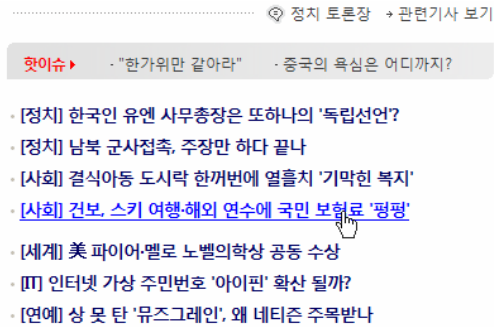 정치 토론장 → 관련기사 보기
핫이슈 ▶ · "한가위만 같아라" · 중국의 욕심은 어디까지?
· [정치] 한국인 유엔 사무총장은 또하나의 '독립선언'?
· [정치] 남북 군사접촉, 주장만 하다 끝나
· [사회] 결식아동 도시락 한꺼번에 열흘치 '기막힌 복지'
· [사회] 건보, 스키 여행·해외 연수에 국민 보험료 '펑펑'
· [세계] 美 파이어·멜로 노벨의학상 공동 수상
· [IT] 인터넷 가상 주민번호 '아이핀' 확산 될까?
· [연예] 상 못 탄 '뮤즈그레인', 왜 네티즌 주목받나